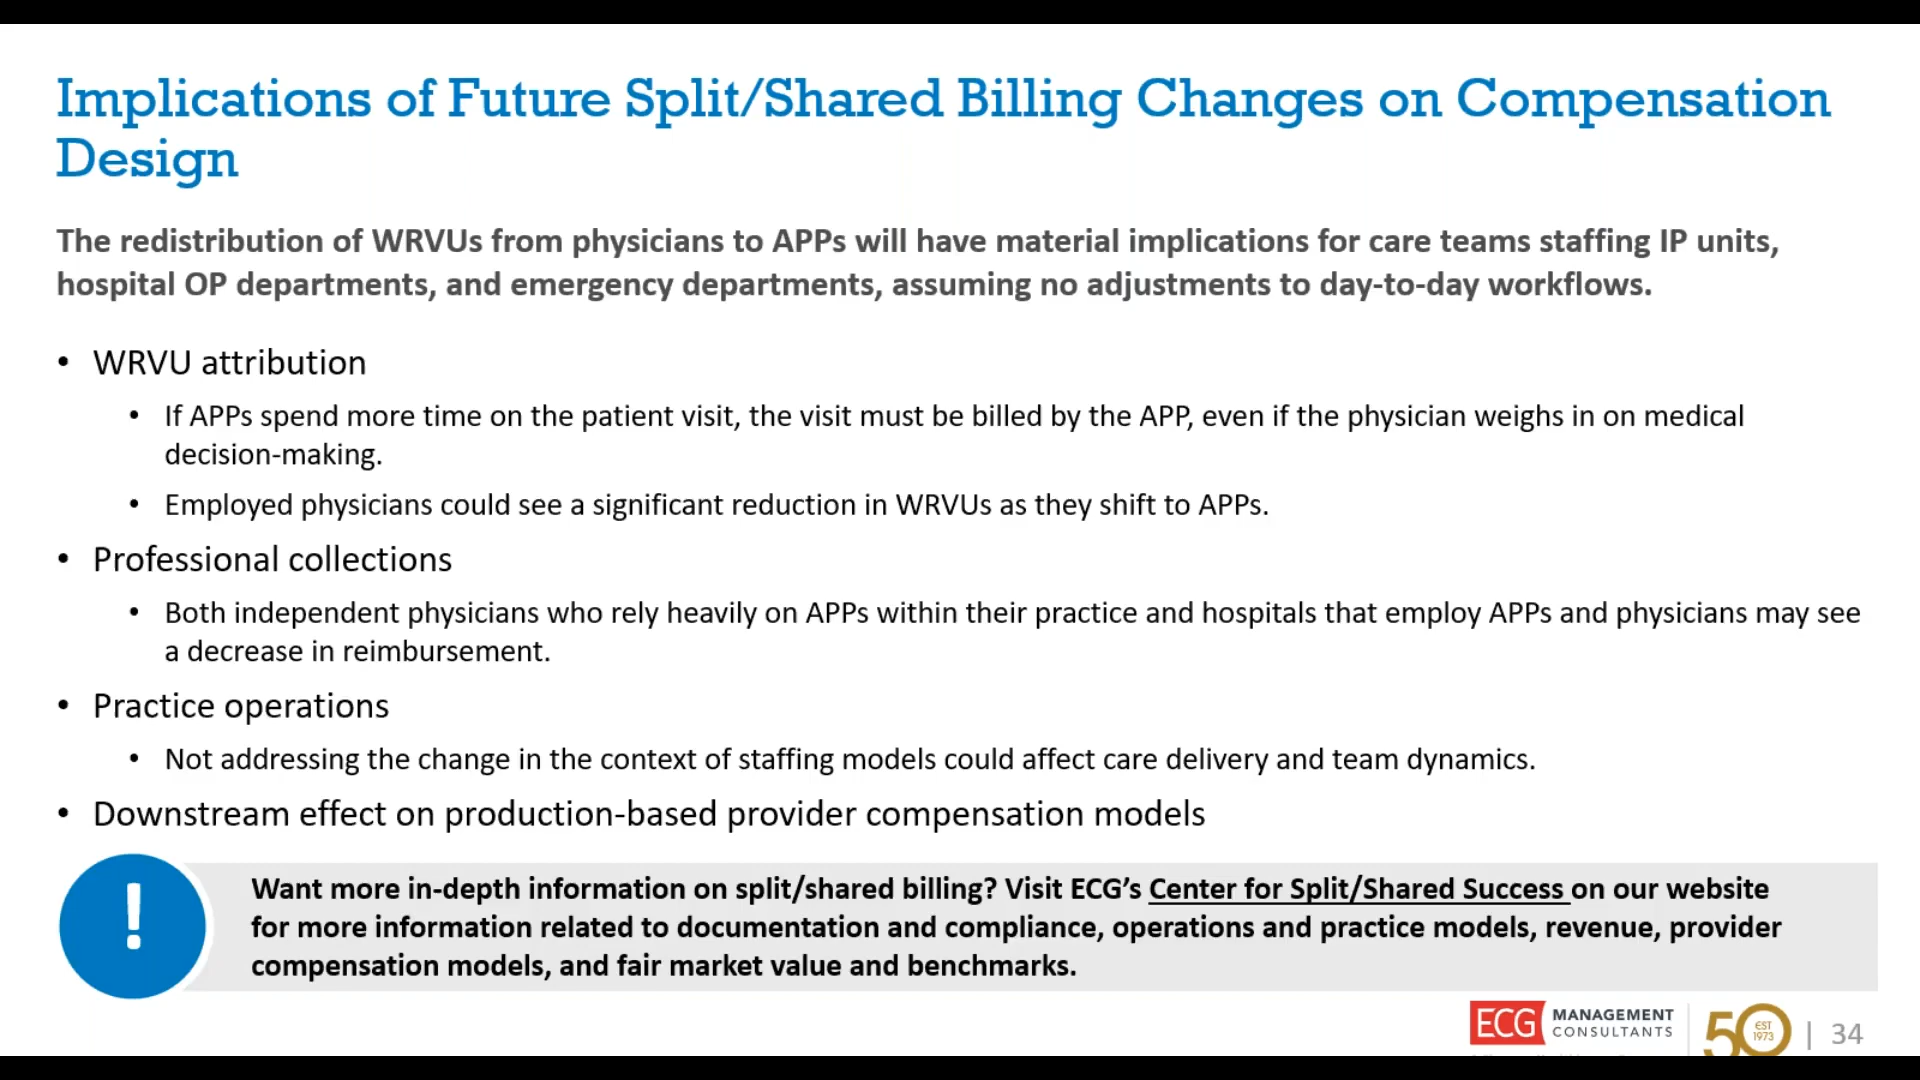 Implications of Future Split/Shared Billing Changes on Compensation
Design
The redistribution of WRVUs from physicians to APPs will have material implications for care teams staffing IP units,
hospital OP departments, and emergency departments, assuming no adjustments to day-to-day workflows.
• WRVU attribution
• If APPs spend more time on the patient visit, the visit must be billed by the APP, even if the physician weighs in on medical
decision-making.
• Employed physicians could see a significant reduction in WRVUs as they shift to APPs.
• Professional collections
• Both independent physicians who rely heavily on APPs within their practice and hospitals that employ APPs and physicians may see
a decrease in reimbursement.
• Practice operations
• Not addressing the change in the context of staffing models could affect care delivery and team dynamics.
• Downstream effect on production-based provider compensation models
!
Want more in-depth information on split/shared billing? Visit ECG’s Center for Split/Shared Success on our website
for more information related to documentation and compliance, operations and practice models, revenue, provider
compensation models, and fair market value and benchmarks.
ECG MANAGEMENT
CONSULTANTS
50 EST
1973
| 34